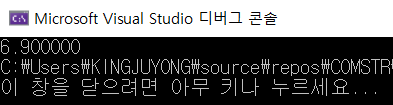 Microsoft Visual Studio 디버그 콘솔
6.900000
C:\Users\KINGJUYONG\source\repos\COMSTR
이 창을 닫으려면 아무 키나 누르세요...